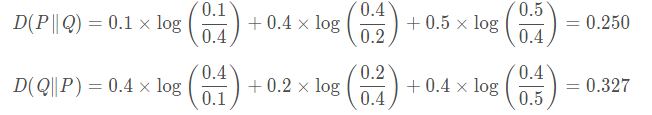 D(P‖Q) = 0.1 × log(0.1/0.4) + 0.4 × log(0.4/0.2) + 0.5 × log(0.5/0.4) = 0.250
D(Q‖P) = 0.4 × log(0.4/0.1) + 0.2 × log(0.2/0.4) + 0.4 × log(0.4/0.5) = 0.327